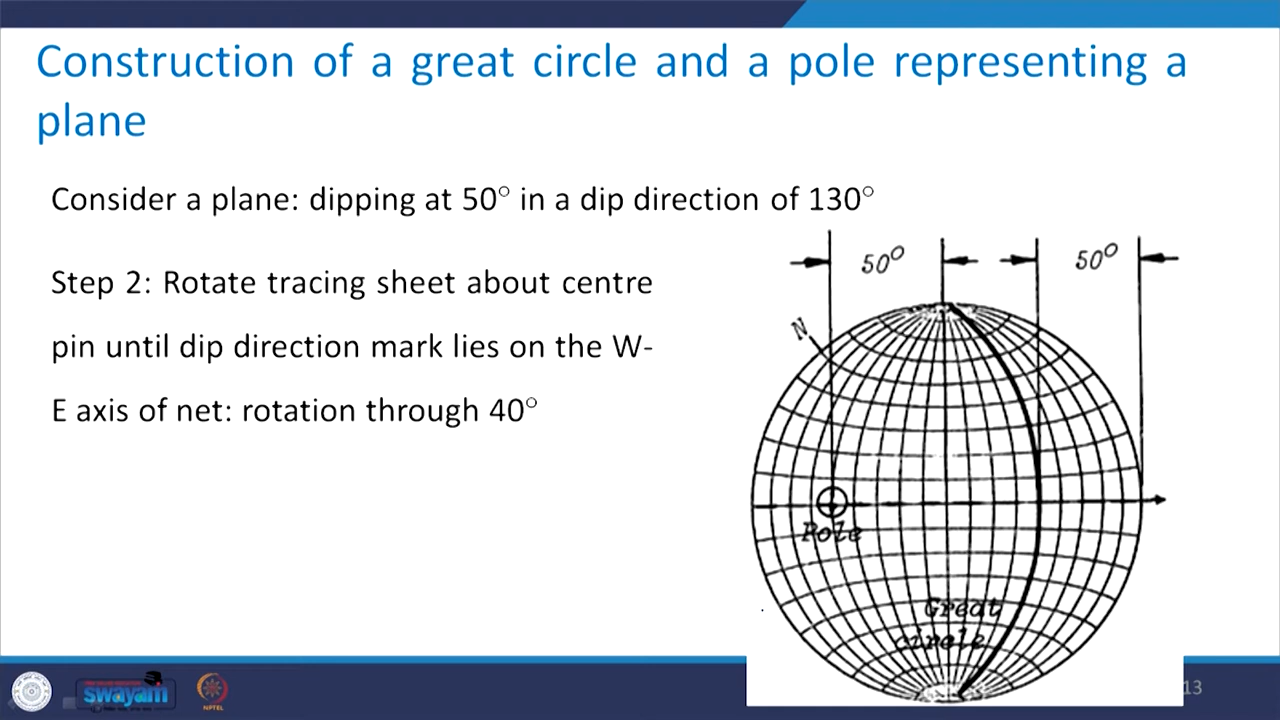 Construction of a great circle and a pole representing a
plane
Consider a plane: dipping at 50° in a dip direction of 130°
Step 2: Rotate tracing sheet about centre
pin until dip direction mark lies on the W-
E axis of net: rotation through 40°
50°
50°
N
Pole
Great
circle
swayam
NPTEL
13